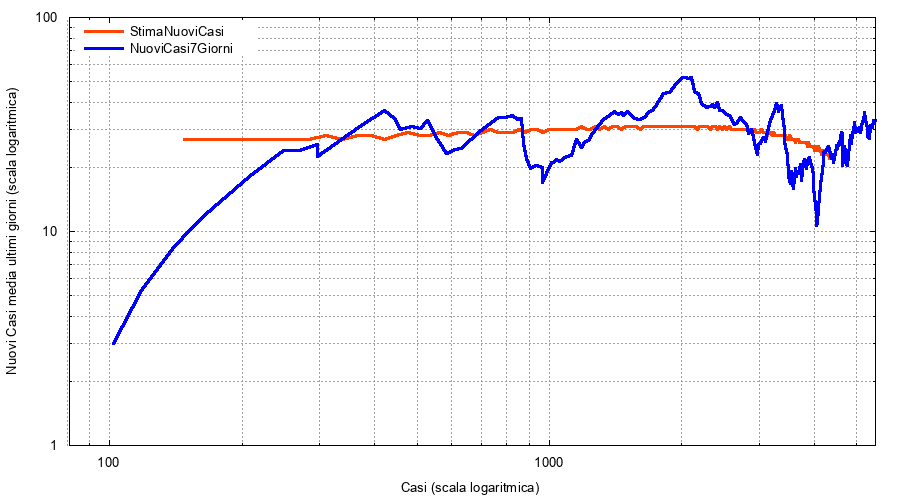 100
StimaNuoviCasi
NuoviCasi7Giorni
Nuovi Casi media ultimi giorni (scala logaritmica)
10
1
100
1000
Casi (scala logaritmica)